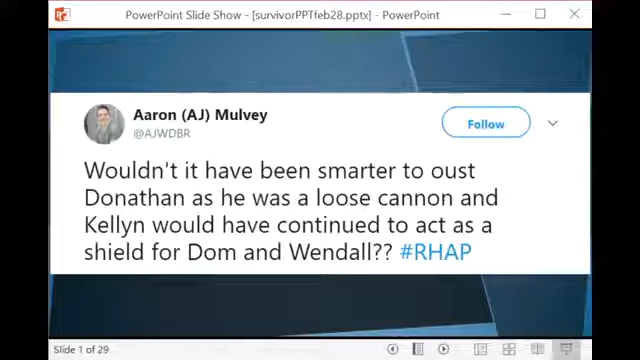 PowerPoint Slide Show - [survivorPPTfeb28.pptx] - PowerPoint
Aaron (AJ) Mulvey
@AJWDBR
Follow
Wouldn't it have been smarter to oust
Donathan as he was a loose cannon and
Kellyn would have continued to act as a
shield for Dom and Wendall?? #RHAP
Slide 1 of 29